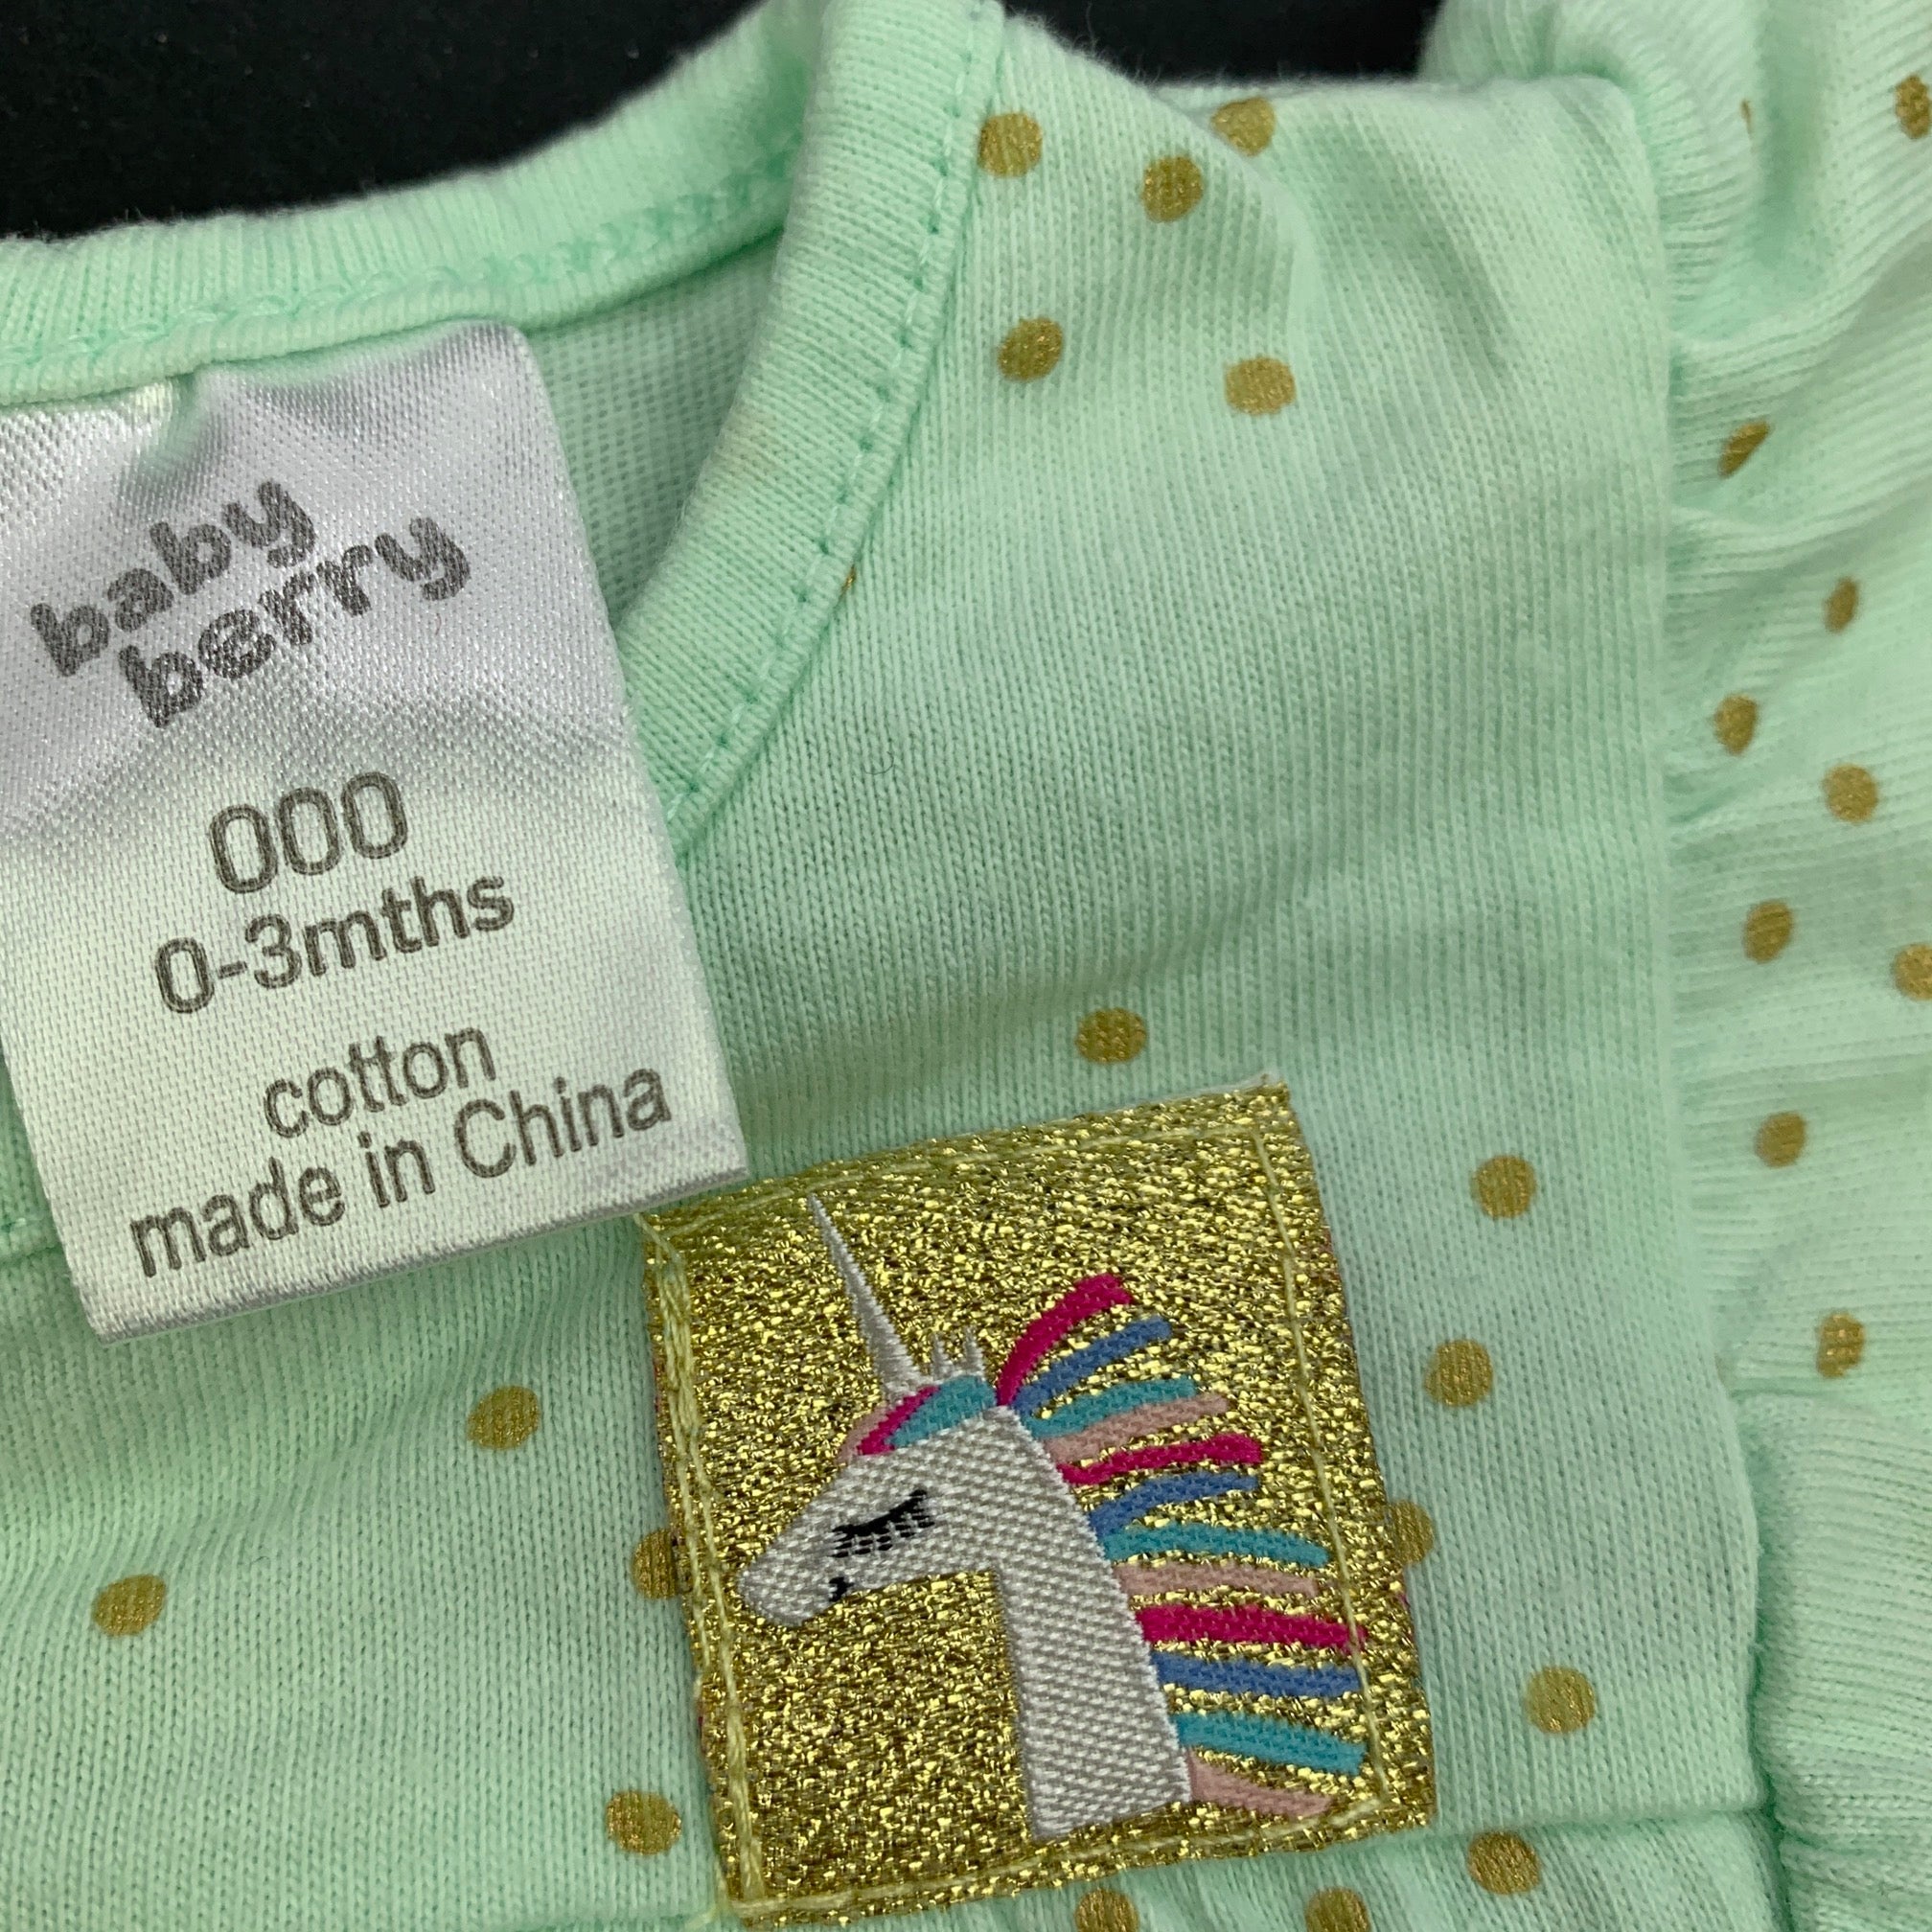 baby
berry
000
0-3mths
cotton
made in China